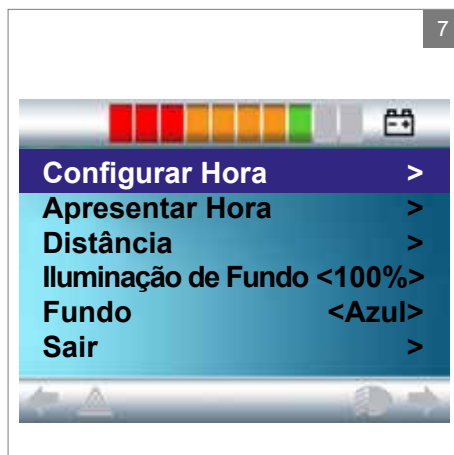 7
Configurar Hora >
Apresentar Hora >
Distância >
Iluminação de Fundo <100%>
Fundo <Azul>
Sair >